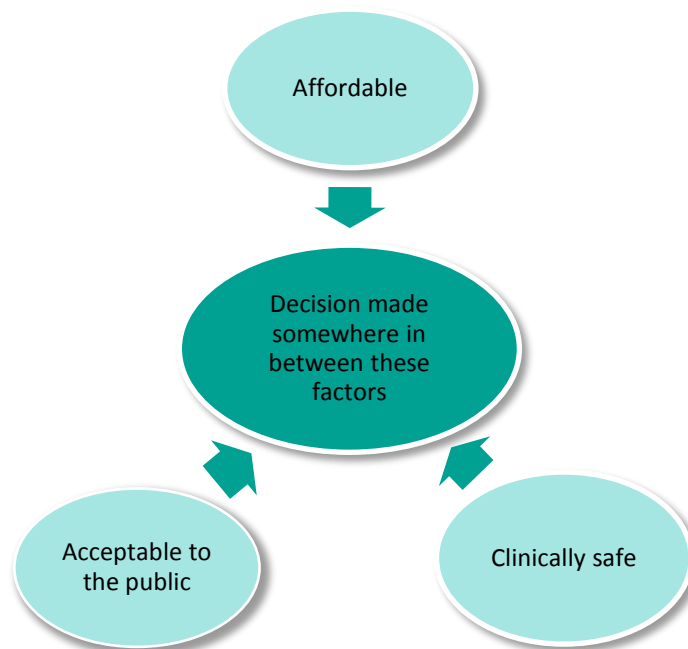 Affordable
Decision made
somewhere in
between these
factors
Acceptable to
the public
Clinically safe